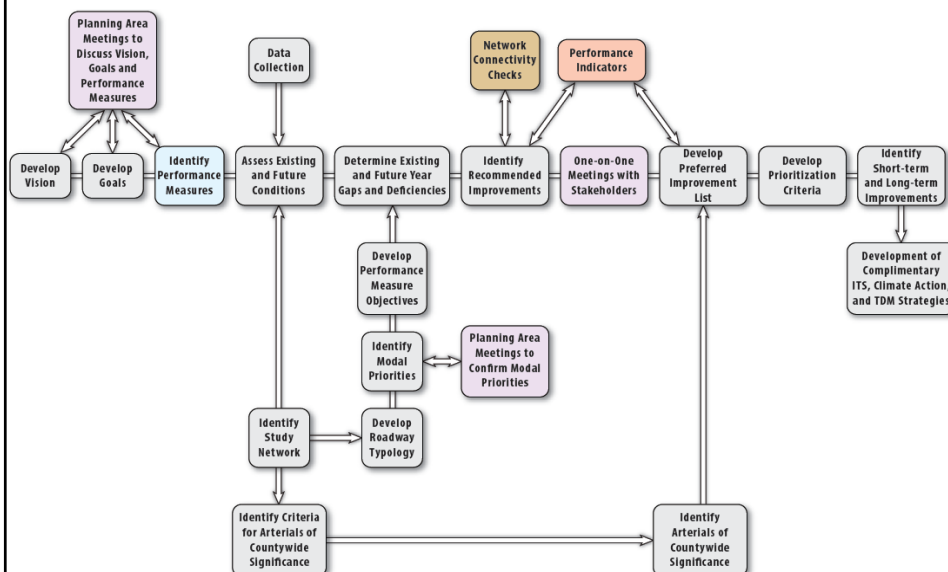 Planning Area
Meetings to
Discuss Vision,
Goals and
Performance
Measures
Data
Collection
Network
Connectivity
Checks
Performance
Indicators
Develop
Vision
Develop
Goals
Identify
Performance
Measures
Assess Existing
and Future
Conditions
Determine Existing
and Future Year
Gaps and Deficiencies
Identify
Recommended
Improvements
One-on-One
Meetings with
Stakeholders
Develop
Preferred
Improvement
List
Develop
Prioritization
Criteria
Identify
Short-term
and Long-term
Improvements
Develop
Performance
Measure
Objectives
Development of
Complimentary
ITS, Climate Action,
and TDM Strategies
Identify
Modal
Priorities
Planning Area
Meetings to
Confirm Modal
Priorities
Identify
Study
Network
Develop
Roadway
Typology
Identify Criteria
for Arterials of
Countywide
Significance
Identify
Arterials of
Countywide
Significance